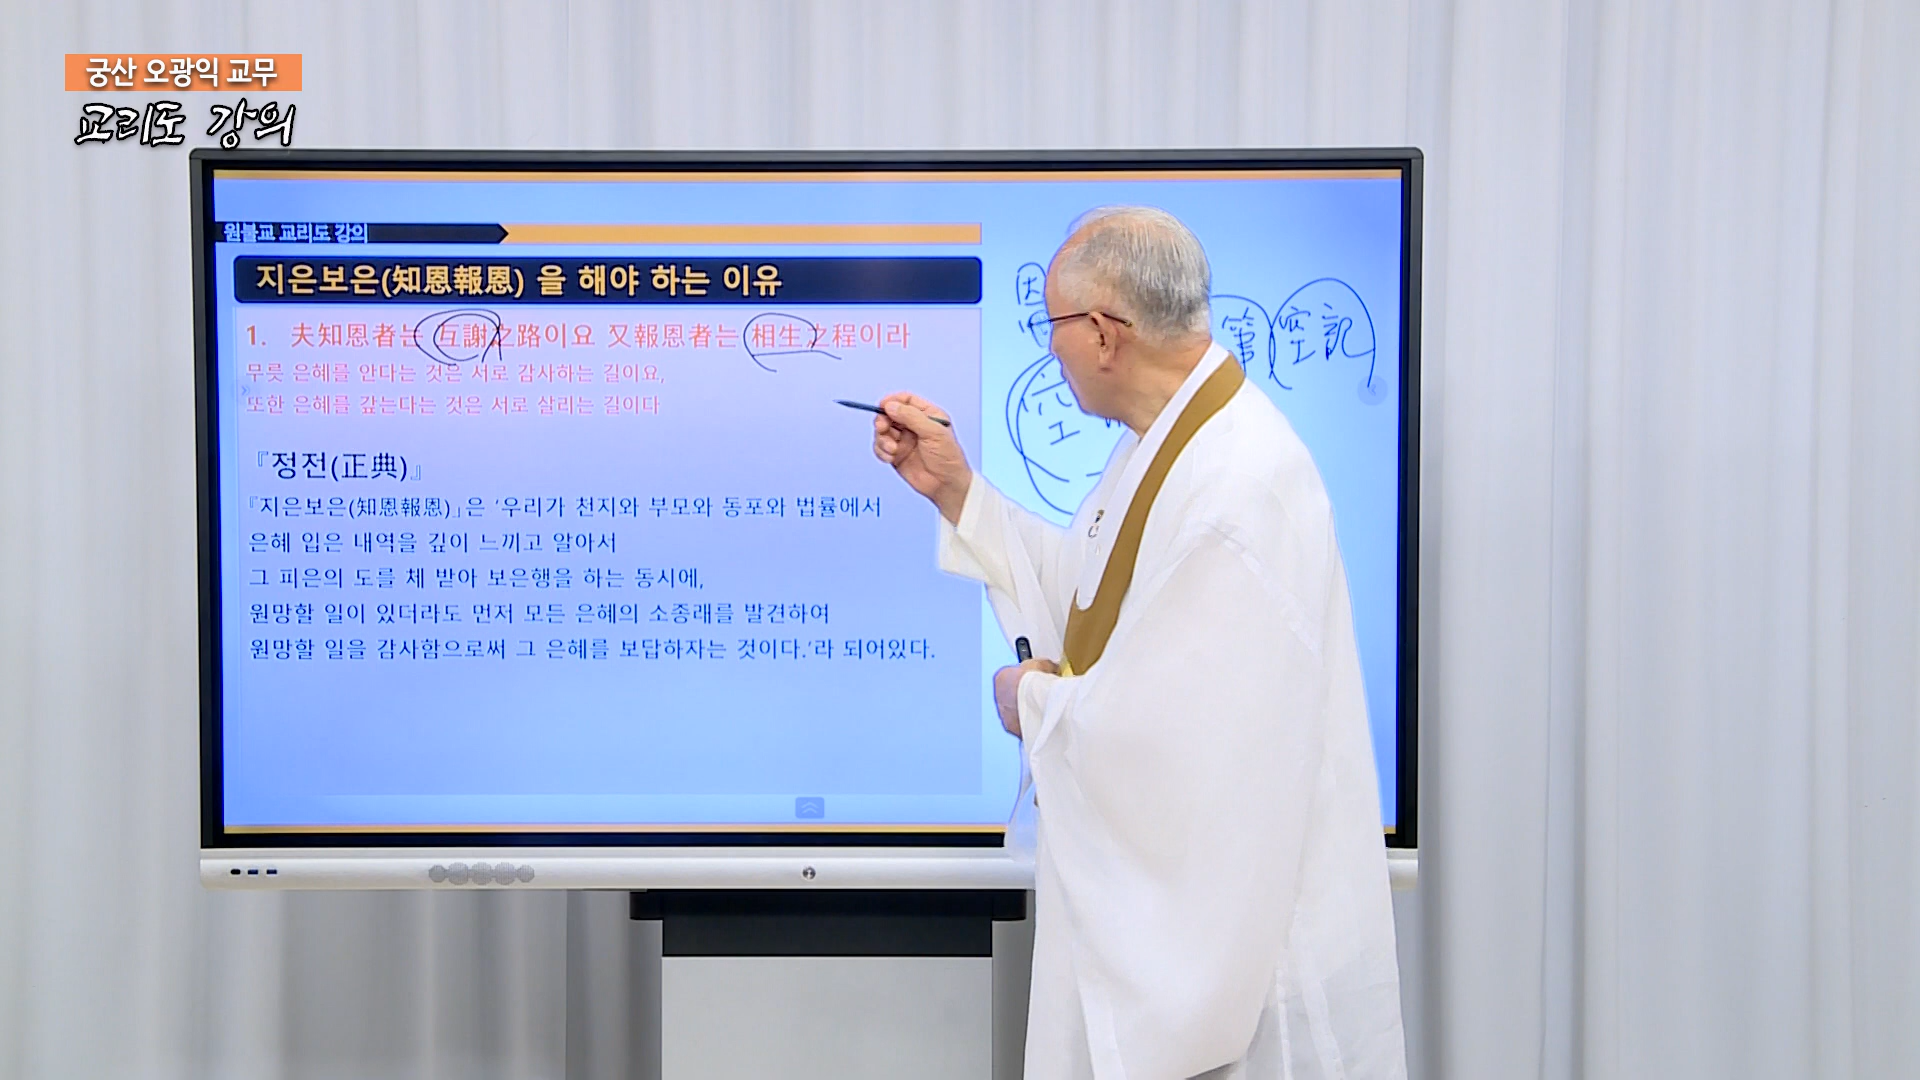 궁산 오광익 교무
교리도 강의
원불교 교리도 강의
지은보은(知恩報恩) 을 해야 하는 이유
1. 夫知恩者는 互謝之路이요 又報恩者는 相生之程이라
무릇 은혜를 안다는 것은 서로 감사하는 길이요,
또한 은혜를 갚는다는 것은 서로 살리는 길이다
『정전(正典)』
『지은보은(知恩報恩)』은 ‘우리가 천지와 부모와 동포와 법률에서
은혜 입은 내역을 깊이 느끼고 알아서
그 피은의 도를 체 받아 보은행을 하는 동시에,
원망할 일이 있더라도 먼저 모든 은혜의 소종래를 발견하여
원망할 일을 감사함으로써 그 은혜를 보답하자는 것이다.’라 되어있다.
因
第 空記
空